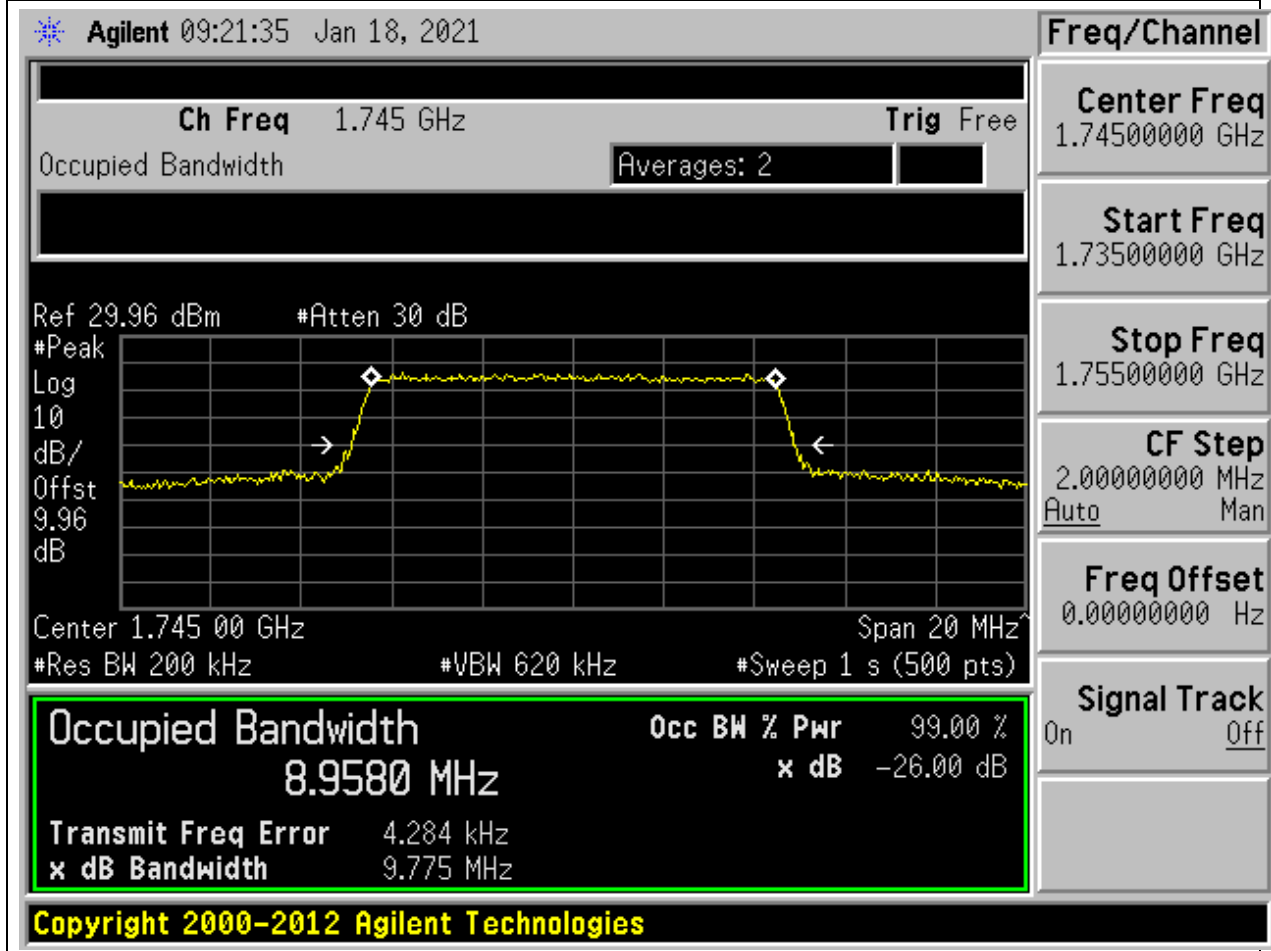 Agilent 09:21:35 Jan 18, 2021
Freq/Channel
Ch Freq 1.745 GHz Trig Free
Occupied Bandwidth Averages: 2
Ref 29.96 dBm #Atten 30 dB
#Peak
Log
10
dB/
Offst
9.96
dB
Center 1.745 00 GHz Span 20 MHz^
#Res BW 200 kHz #VBW 620 kHz #Sweep 1 s (500 pts)
Occupied Bandwidth Occ BW % Pwr 99.00 %
8.9580 MHz x dB -26.00 dB
Transmit Freq Error 4.284 kHz
x dB Bandwidth 9.775 MHz
Center Freq
1.74500000 GHz
Start Freq
1.73500000 GHz
Stop Freq
1.75500000 GHz
CF Step
2.00000000 MHz
Auto Man
Freq Offset
0.00000000 Hz
Signal Track
On Off
Copyright 2000-2012 Agilent Technologies